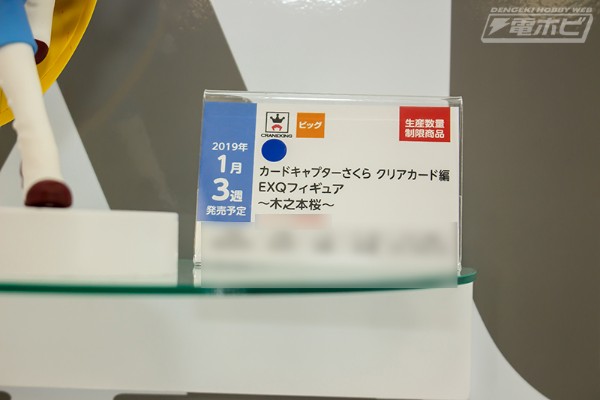 DENGEKI HOBBY WEB
電ホビ
2019年
1月
3週
発売予定
CRANEKING
ビッグ
生産数量
制限商品
カードキャプターさくら クリアカード編
EXQフィギュア
～木之本桜～